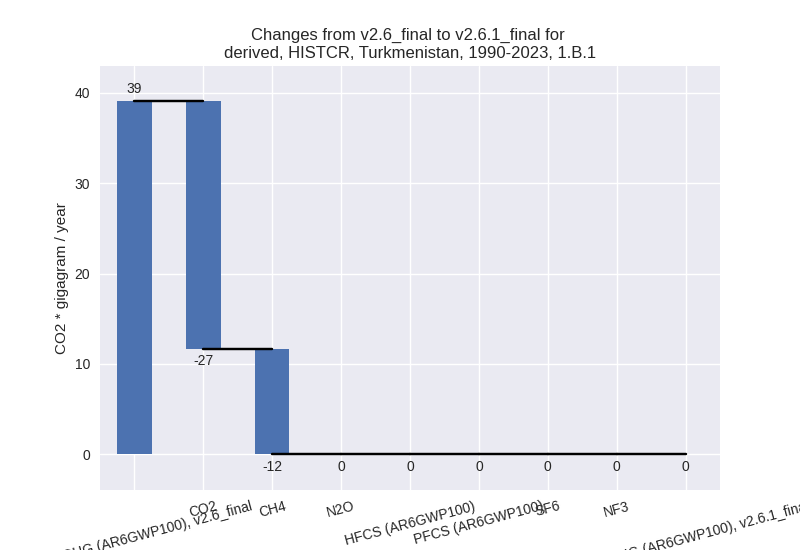 Changes from v2.6_final to v2.6.1_final for
derived, HISTCR, Turkmenistan, 1990-2023, 1.B.1
39
-27
-12
0
0
0
0
0
0
40
30
20
10
0
CO2 * gigagram / year
(AR6GWP100), v2.6_final
CO2
CH4
N2O
HFCS (AR6GWP100)
PFCS (AR6GWP100)
SF6
NF3
(AR6GWP100), v2.6.1_final